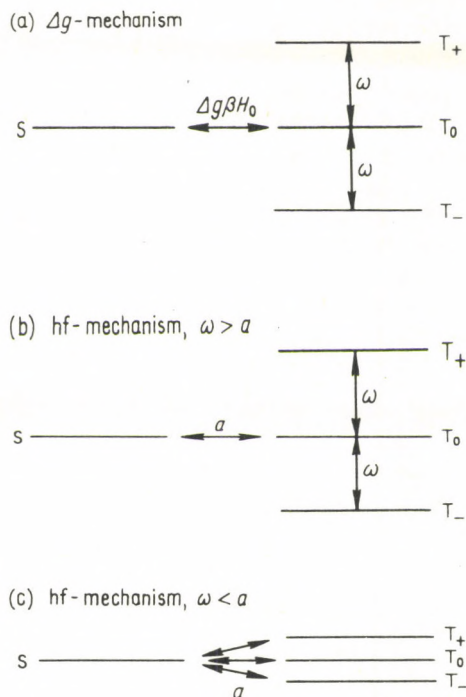 (a) Δg-mechanism
T₊
ω
ΔgβH₀
S
T₀
ω
T₋
(b) hf-mechanism, ω > a
T₊
ω
a
S
T₀
ω
T₋
(c) hf-mechanism, ω < a
T₊
S
T₀
T₋
a